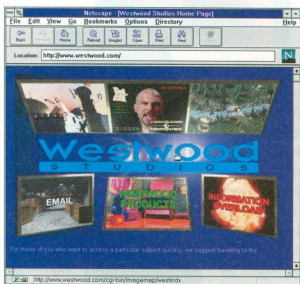 Netscape - [Westwood Studios Home Page]
File Edit View Go Bookmarks Options Directory Help
Back Home Reload Images Open Print Find
Location: http://www.westwood.com/
N
Westwood
STUDIOS
EMAIL
WESTWOOD
PRODUCTS
INFORMATION
OVERLOAD
For those of you who want to access a particular subject quickly, we suggest traveling to the
http://www.westwood.com/cgi-bin/imagemap/westindx